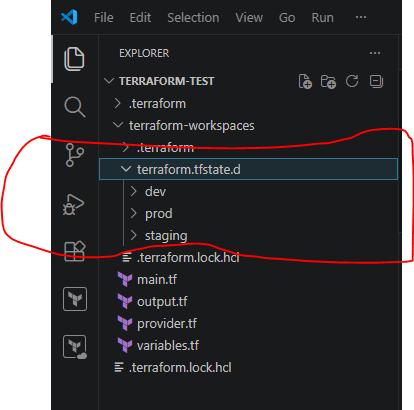 File Edit Selection View Go Run ...
EXPLORER ...
TERRAFORM-TEST
.terraform
terraform-workspaces
.terraform
terraform.tfstate.d
dev
prod
staging
.terraform.lock.hcl
main.tf
output.tf
provider.tf
variables.tf
.terraform.lock.hcl